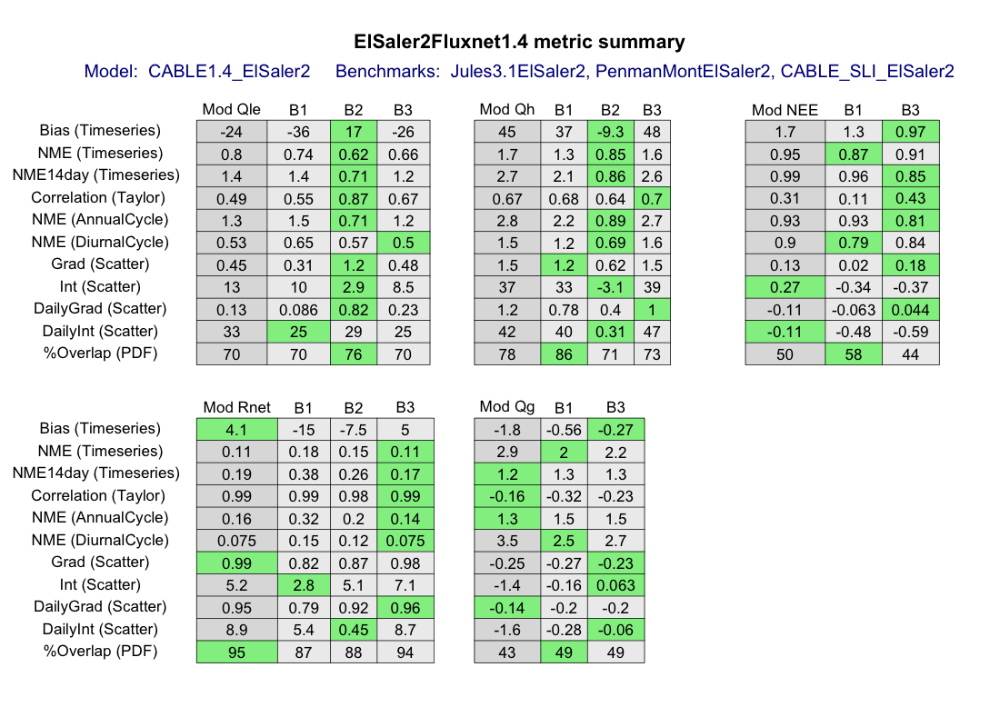 ElSaler2Fluxnet1.4 metric summary
Model: CABLE1.4_ElSaler2 Benchmarks: Jules3.1ElSaler2, PenmanMontElSaler2, CABLE_SLI_ElSaler2
Mod Qle B1 B2 B3 Mod Qh B1 B2 B3 Mod NEE B1 B3
Bias (Timeseries) -24 -36 17 -26 45 37 -9.3 48 1.7 1.3 0.97
NME (Timeseries) 0.8 0.74 0.62 0.66 1.7 1.3 0.85 1.6 0.95 0.87 0.91
NME14day (Timeseries) 1.4 1.4 0.71 1.2 2.7 2.1 0.86 2.6 0.99 0.96 0.85
Correlation (Taylor) 0.49 0.55 0.87 0.67 0.67 0.68 0.64 0.7 0.31 0.11 0.43
NME (AnnualCycle) 1.3 1.5 0.71 1.2 2.8 2.2 0.89 2.7 0.93 0.93 0.81
NME (DiurnalCycle) 0.53 0.65 0.57 0.5 1.5 1.2 0.69 1.6 0.9 0.79 0.84
Grad (Scatter) 0.45 0.31 1.2 0.48 1.5 1.2 0.62 1.5 0.13 0.02 0.18
Int (Scatter) 13 10 2.9 8.5 37 33 -3.1 39 0.27 -0.34 -0.37
DailyGrad (Scatter) 0.13 0.086 0.82 0.23 1.2 0.78 0.4 1 -0.11 -0.063 0.044
DailyInt (Scatter) 33 25 29 25 42 40 0.31 47 -0.11 -0.48 -0.59
%Overlap (PDF) 70 70 76 70 78 86 71 73 50 58 44
Mod Rnet B1 B2 B3 Mod Qg B1 B3
Bias (Timeseries) 4.1 -15 -7.5 5 -1.8 -0.56 -0.27
NME (Timeseries) 0.11 0.18 0.15 0.11 2.9 2 2.2
NME14day (Timeseries) 0.19 0.38 0.26 0.17 1.2 1.3 1.3
Correlation (Taylor) 0.99 0.99 0.98 0.99 -0.16 -0.32 -0.23
NME (AnnualCycle) 0.16 0.32 0.2 0.14 1.3 1.5 1.5
NME (DiurnalCycle) 0.075 0.15 0.12 0.075 3.5 2.5 2.7
Grad (Scatter) 0.99 0.82 0.87 0.98 -0.25 -0.27 -0.23
Int (Scatter) 5.2 2.8 5.1 7.1 -1.4 -0.16 0.063
DailyGrad (Scatter) 0.95 0.79 0.92 0.96 -0.14 -0.2 -0.2
DailyInt (Scatter) 8.9 5.4 0.45 8.7 -1.6 -0.28 -0.06
%Overlap (PDF) 95 87 88 94 43 49 49